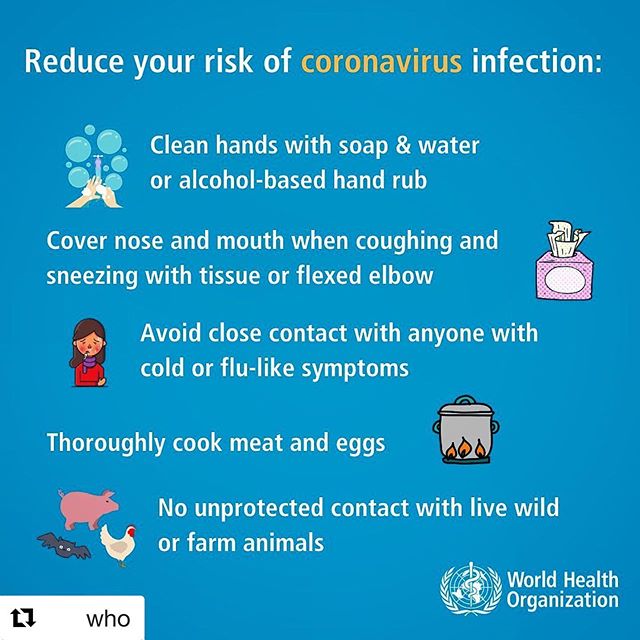 Reduce your risk of coronavirus infection:
Clean hands with soap & water
or alcohol-based hand rub
Cover nose and mouth when coughing and
sneezing with tissue or flexed elbow
Avoid close contact with anyone with
cold or flu-like symptoms
Thoroughly cook meat and eggs
No unprotected contact with live wild
or farm animals
World Health
Organization
who